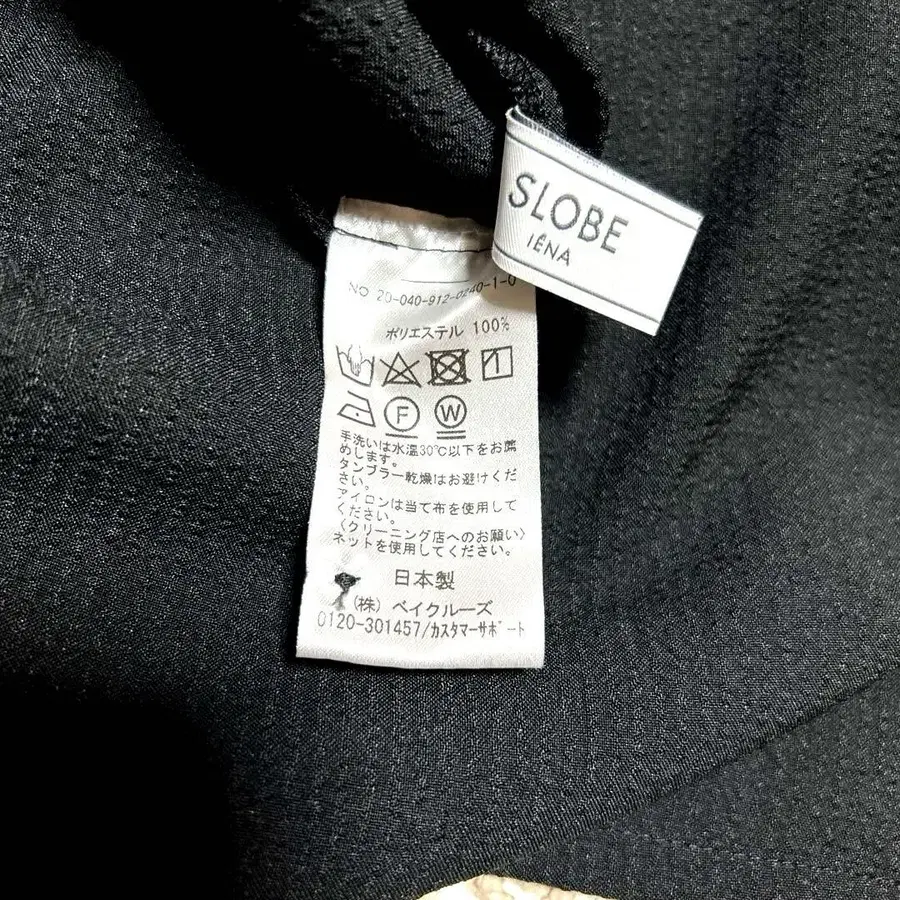 SLOBE
IÉNA
NO 20-040-912-0240-1-0
ポリエステル 100%
F W
手洗いは水温30℃以下をお薦
めします。
タンブラー乾燥はお避けくだ
さい。
アイロンは当て布を使用して
ください。
〈クリーニング店へのお願い〉
ネットを使用してください。
日本製
(株) ベイクルーズ
0120-301457/カスタマーサポート